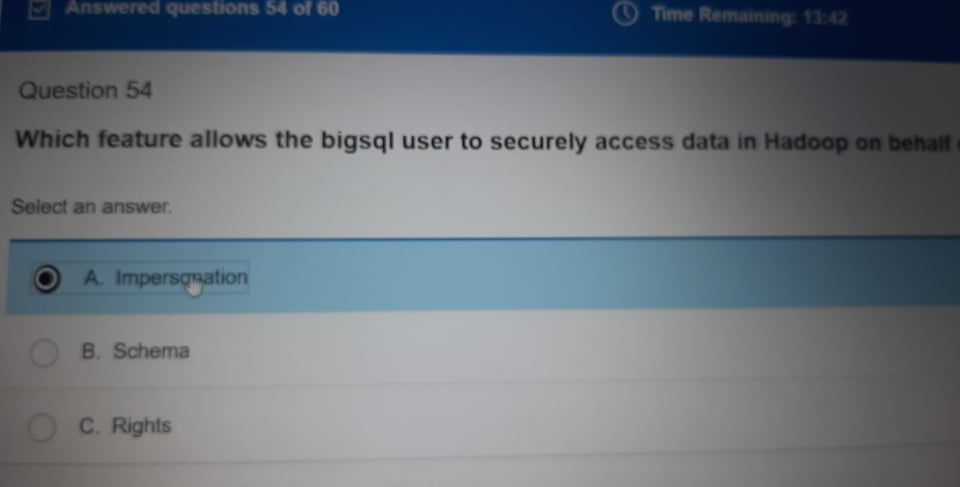 Answered questions 54 of 60
Time Remaining: 13:42
Question 54
Which feature allows the bigsql user to securely access data in Hadoop on behalf
Select an answer.
A. Impersonation
B. Schema
C. Rights